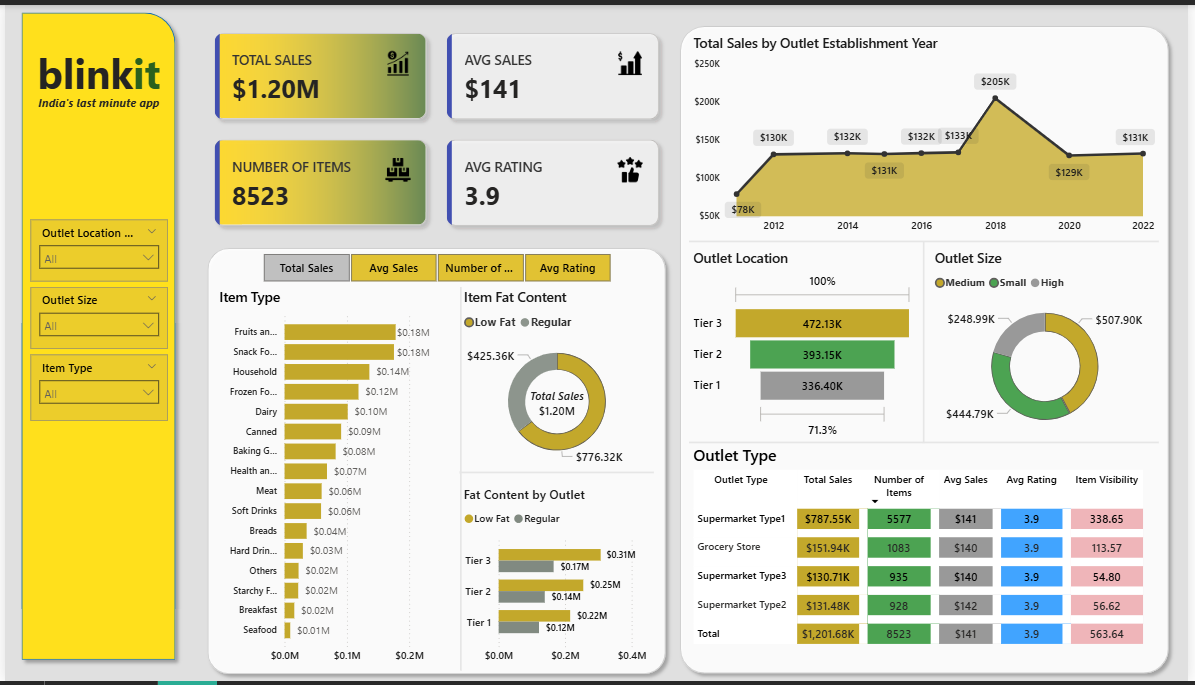 blinkit
India's last minute app
Outlet Location ...
All
Outlet Size
All
Item Type
All
TOTAL SALES
$1.20M
AVG SALES
$141
NUMBER OF ITEMS
8523
AVG RATING
3.9
Total Sales
Avg Sales
Number of ...
Avg Rating
Item Type
Fruits an... $0.18M
Snack Fo... $0.18M
Household $0.14M
Frozen Fo... $0.12M
Dairy $0.10M
Canned $0.09M
Baking G... $0.08M
Health an... $0.07M
Meat $0.06M
Soft Drinks $0.06M
Breads $0.04M
Hard Drin... $0.03M
Others $0.02M
Starchy F... $0.02M
Breakfast $0.02M
Seafood $0.01M
$0.0M $0.1M $0.2M
Item Fat Content
Low Fat Regular
$425.36K
Total Sales
$1.20M
$776.32K
Fat Content by Outlet
Low Fat Regular
Tier 3 $0.31M
$0.17M
Tier 2 $0.25M
$0.14M
Tier 1 $0.22M
$0.12M
$0.0M $0.2M $0.4M
Total Sales by Outlet Establishment Year
$250K
$200K
$150K
$100K
$50K
$78K
$130K
$132K
$131K
$132K
$133K
$205K
$129K
$131K
2012 2014 2016 2018 2020 2022
Outlet Location
100%
Tier 3 472.13K
Tier 2 393.15K
Tier 1 336.40K
71.3%
Outlet Size
Medium Small High
$248.99K
$507.90K
$444.79K
Outlet Type
Outlet Type Total Sales Number of Items Avg Sales Avg Rating Item Visibility
Supermarket Type1 $787.55K 5577 $141 3.9 338.65
Grocery Store $151.94K 1083 $140 3.9 113.57
Supermarket Type3 $130.71K 935 $140 3.9 54.80
Supermarket Type2 $131.48K 928 $142 3.9 56.62
Total $1,201.68K 8523 $141 3.9 563.64